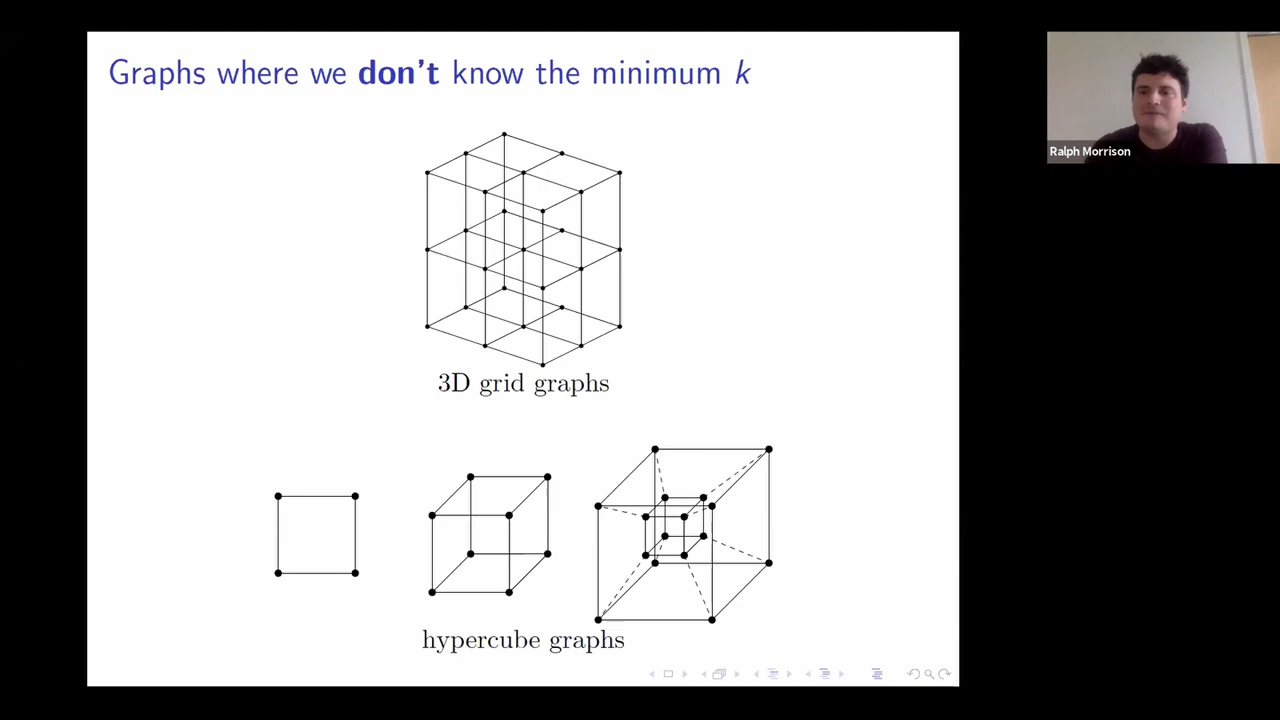 Graphs where we don't know the minimum k
Ralph Morrison
3D grid graphs
hypercube graphs